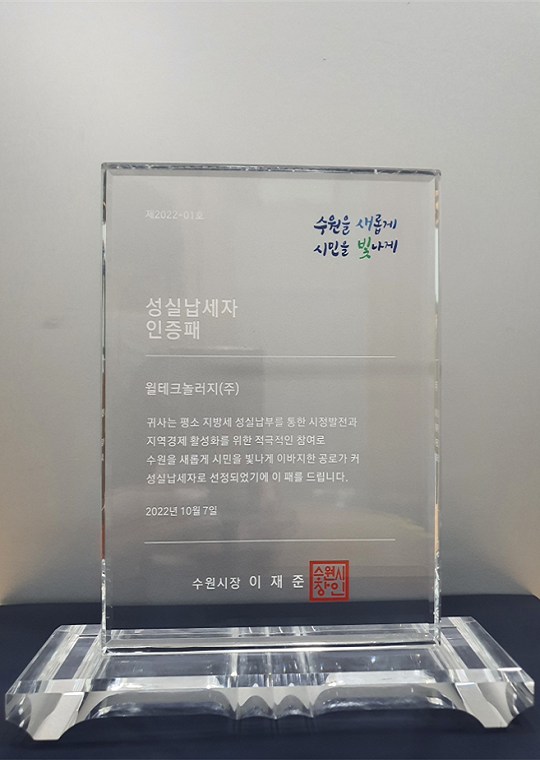 제2022-01호
수원을 새롭게
시민을 빛나게
성실납세자
인증패
윌테크놀러지(주)
귀사는 평소 지방세 성실납부를 통한 시정발전과
지역경제 활성화를 위한 적극적인 참여로
수원을 새롭게 시민을 빛나게 이바지한 공로가 커
성실납세자로 선정되었기에 이 패를 드립니다.
2022년 10월 7일
수원시장 이 재 준
수원시
장인